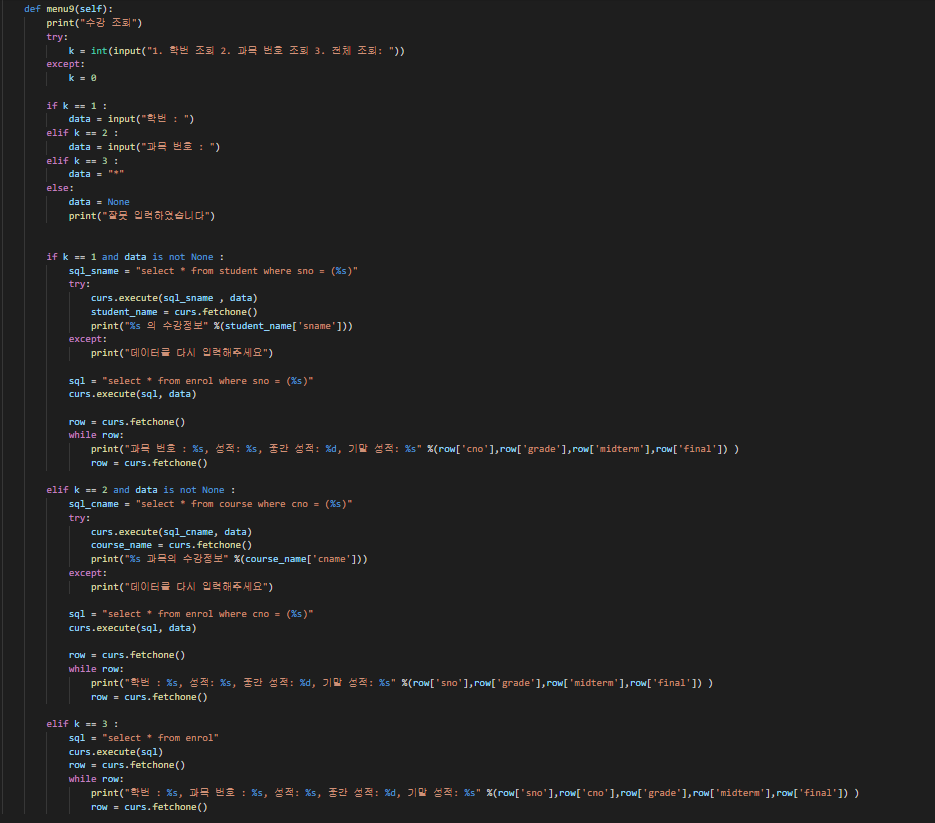 def menu9(self):
print("수강 조회")
try:
k = int(input("1. 학번 조회 2. 과목 번호 조회 3. 전체 조회: "))
except:
k = 0
if k == 1 :
data = input("학번 : ")
elif k == 2 :
data = input("과목 번호 : ")
elif k == 3 :
data = "*"
else:
data = None
print("잘못 입력하였습니다")
if k == 1 and data is not None :
sql_sname = "select * from student where sno = (%s)"
try:
curs.execute(sql_sname , data)
student_name = curs.fetchone()
print("%s 의 수강정보" %(student_name['sname']))
except:
print("데이터를 다시 입력해주세요")
sql = "select * from enrol where sno = (%s)"
curs.execute(sql, data)
row = curs.fetchone()
while row:
print("과목 번호 : %s, 성적: %s, 중간 성적: %d, 기말 성적: %s" %(row['cno'],row['grade'],row['midterm'],row['final']) )
row = curs.fetchone()
elif k == 2 and data is not None :
sql_cname = "select * from course where cno = (%s)"
try:
curs.execute(sql_cname, data)
course_name = curs.fetchone()
print("%s 과목의 수강정보" %(course_name['cname']))
except:
print("데이터를 다시 입력해주세요")
sql = "select * from enrol where cno = (%s)"
curs.execute(sql, data)
row = curs.fetchone()
while row:
print("학번 : %s, 성적: %s, 중간 성적: %d, 기말 성적: %s" %(row['sno'],row['grade'],row['midterm'],row['final']) )
row = curs.fetchone()
elif k == 3 :
sql = "select * from enrol"
curs.execute(sql)
row = curs.fetchone()
while row:
print("학번 : %s, 과목 번호 : %s, 성적: %s, 중간 성적: %d, 기말 성적: %s" %(row['sno'],row['cno'],row['grade'],row['midterm'],row['final']) )
row = curs.fetchone()